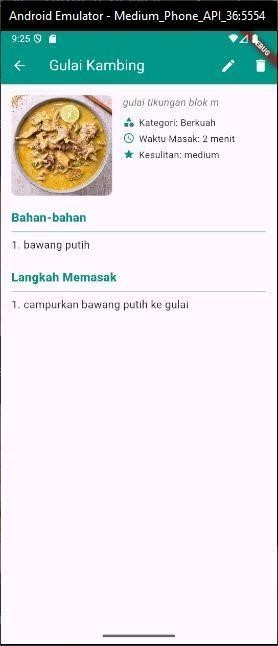 Android Emulator - Medium_Phone_API_36:5554
9:25
DEBUG
Gulai Kambing
gulai tikungan blok m
Kategori: Berkuah
Waktu Masak: 2 menit
Kesulitan: medium
Bahan-bahan
1. bawang putih
Langkah Memasak
1. campurkan bawang putih ke gulai